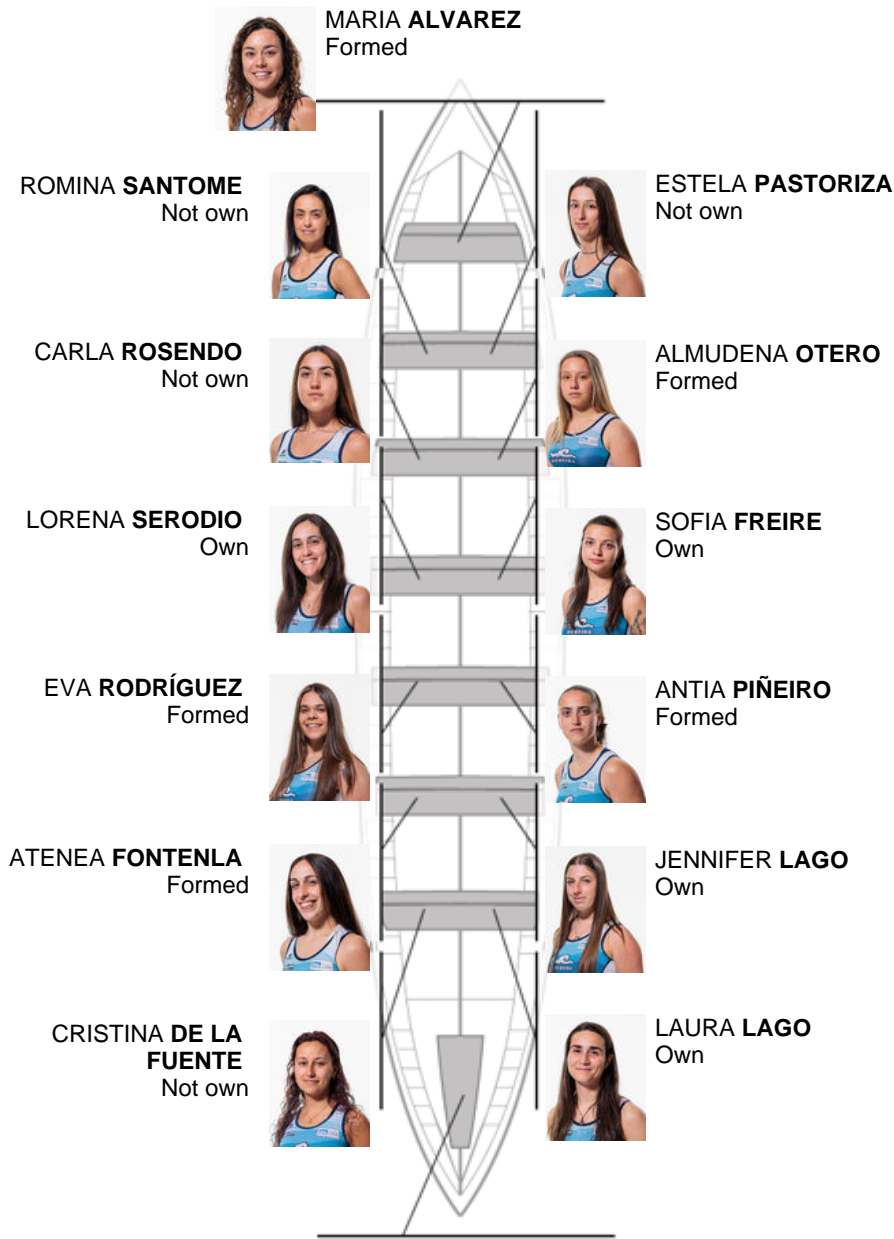 MARIA ALVAREZ
Formed
ROMINA SANTOME
Not own
ESTELA PASTORIZA
Not own
CARLA ROSENDO
Not own
ALMUDENA OTERO
Formed
LORENA SERODIO
Own
SOFIA FREIRE
Own
EVA RODRÍGUEZ
Formed
ANTIA PIÑEIRO
Formed
ATENEA FONTENLA
Formed
JENNIFER LAGO
Own
CRISTINA DE LA
FUENTE
Not own
LAURA LAGO
Own